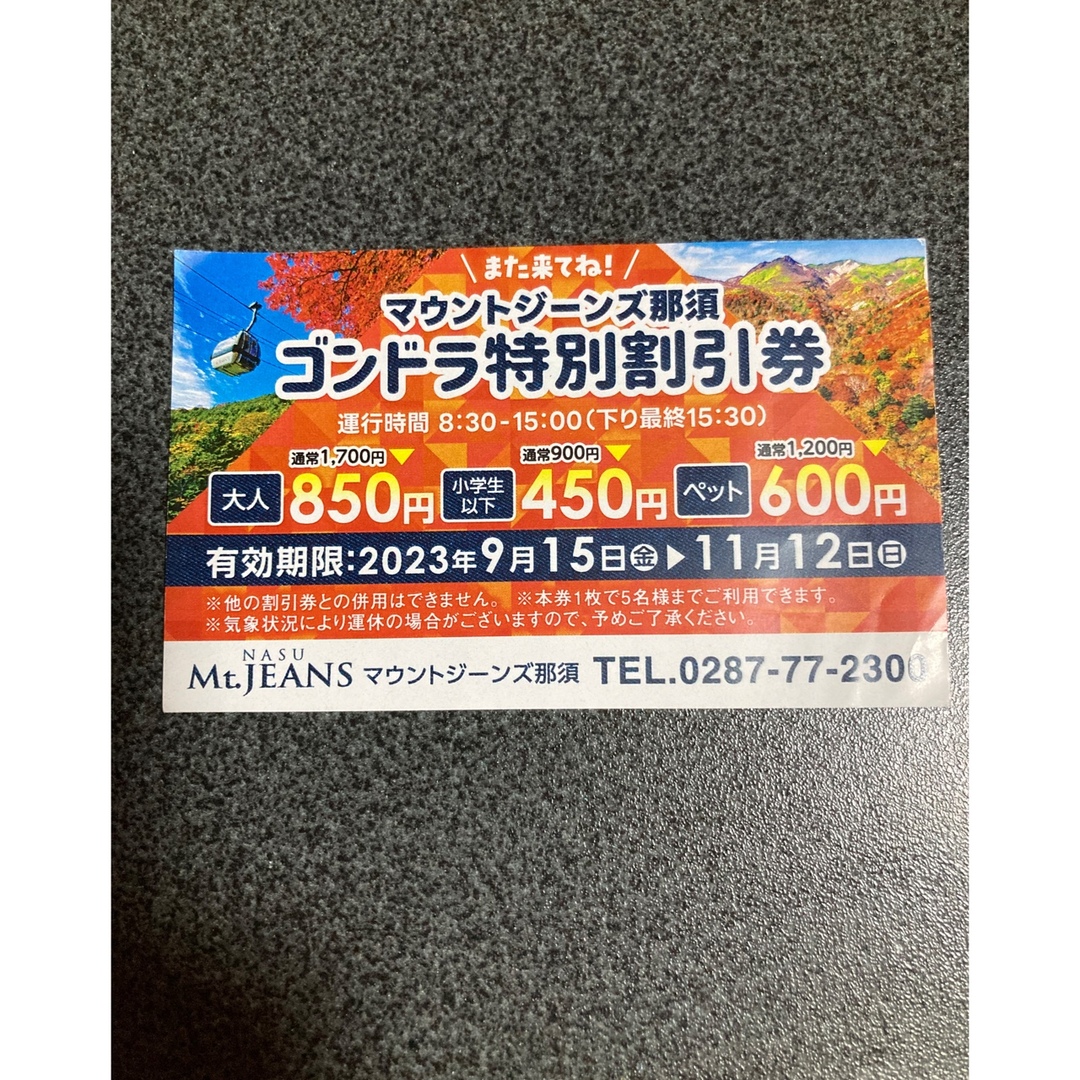 \ また来てね! /
マウントジーンズ那須
ゴンドラ特別割引券
運行時間 8:30-15:00(下り最終15:30)
大人 通常1,700円▼ 850円 小学生以下 通常900円▼ 450円 ペット 通常1,200円▼ 600円
有効期限:2023年9月15日㊎▶11月12日㊐
※他の割引券との併用はできません。 ※本券1枚で5名様までご利用できます。
※気象状況により運休の場合がございますので、予めご了承ください。
NASU
Mt.JEANS マウントジーンズ那須 TEL.0287-77-2300